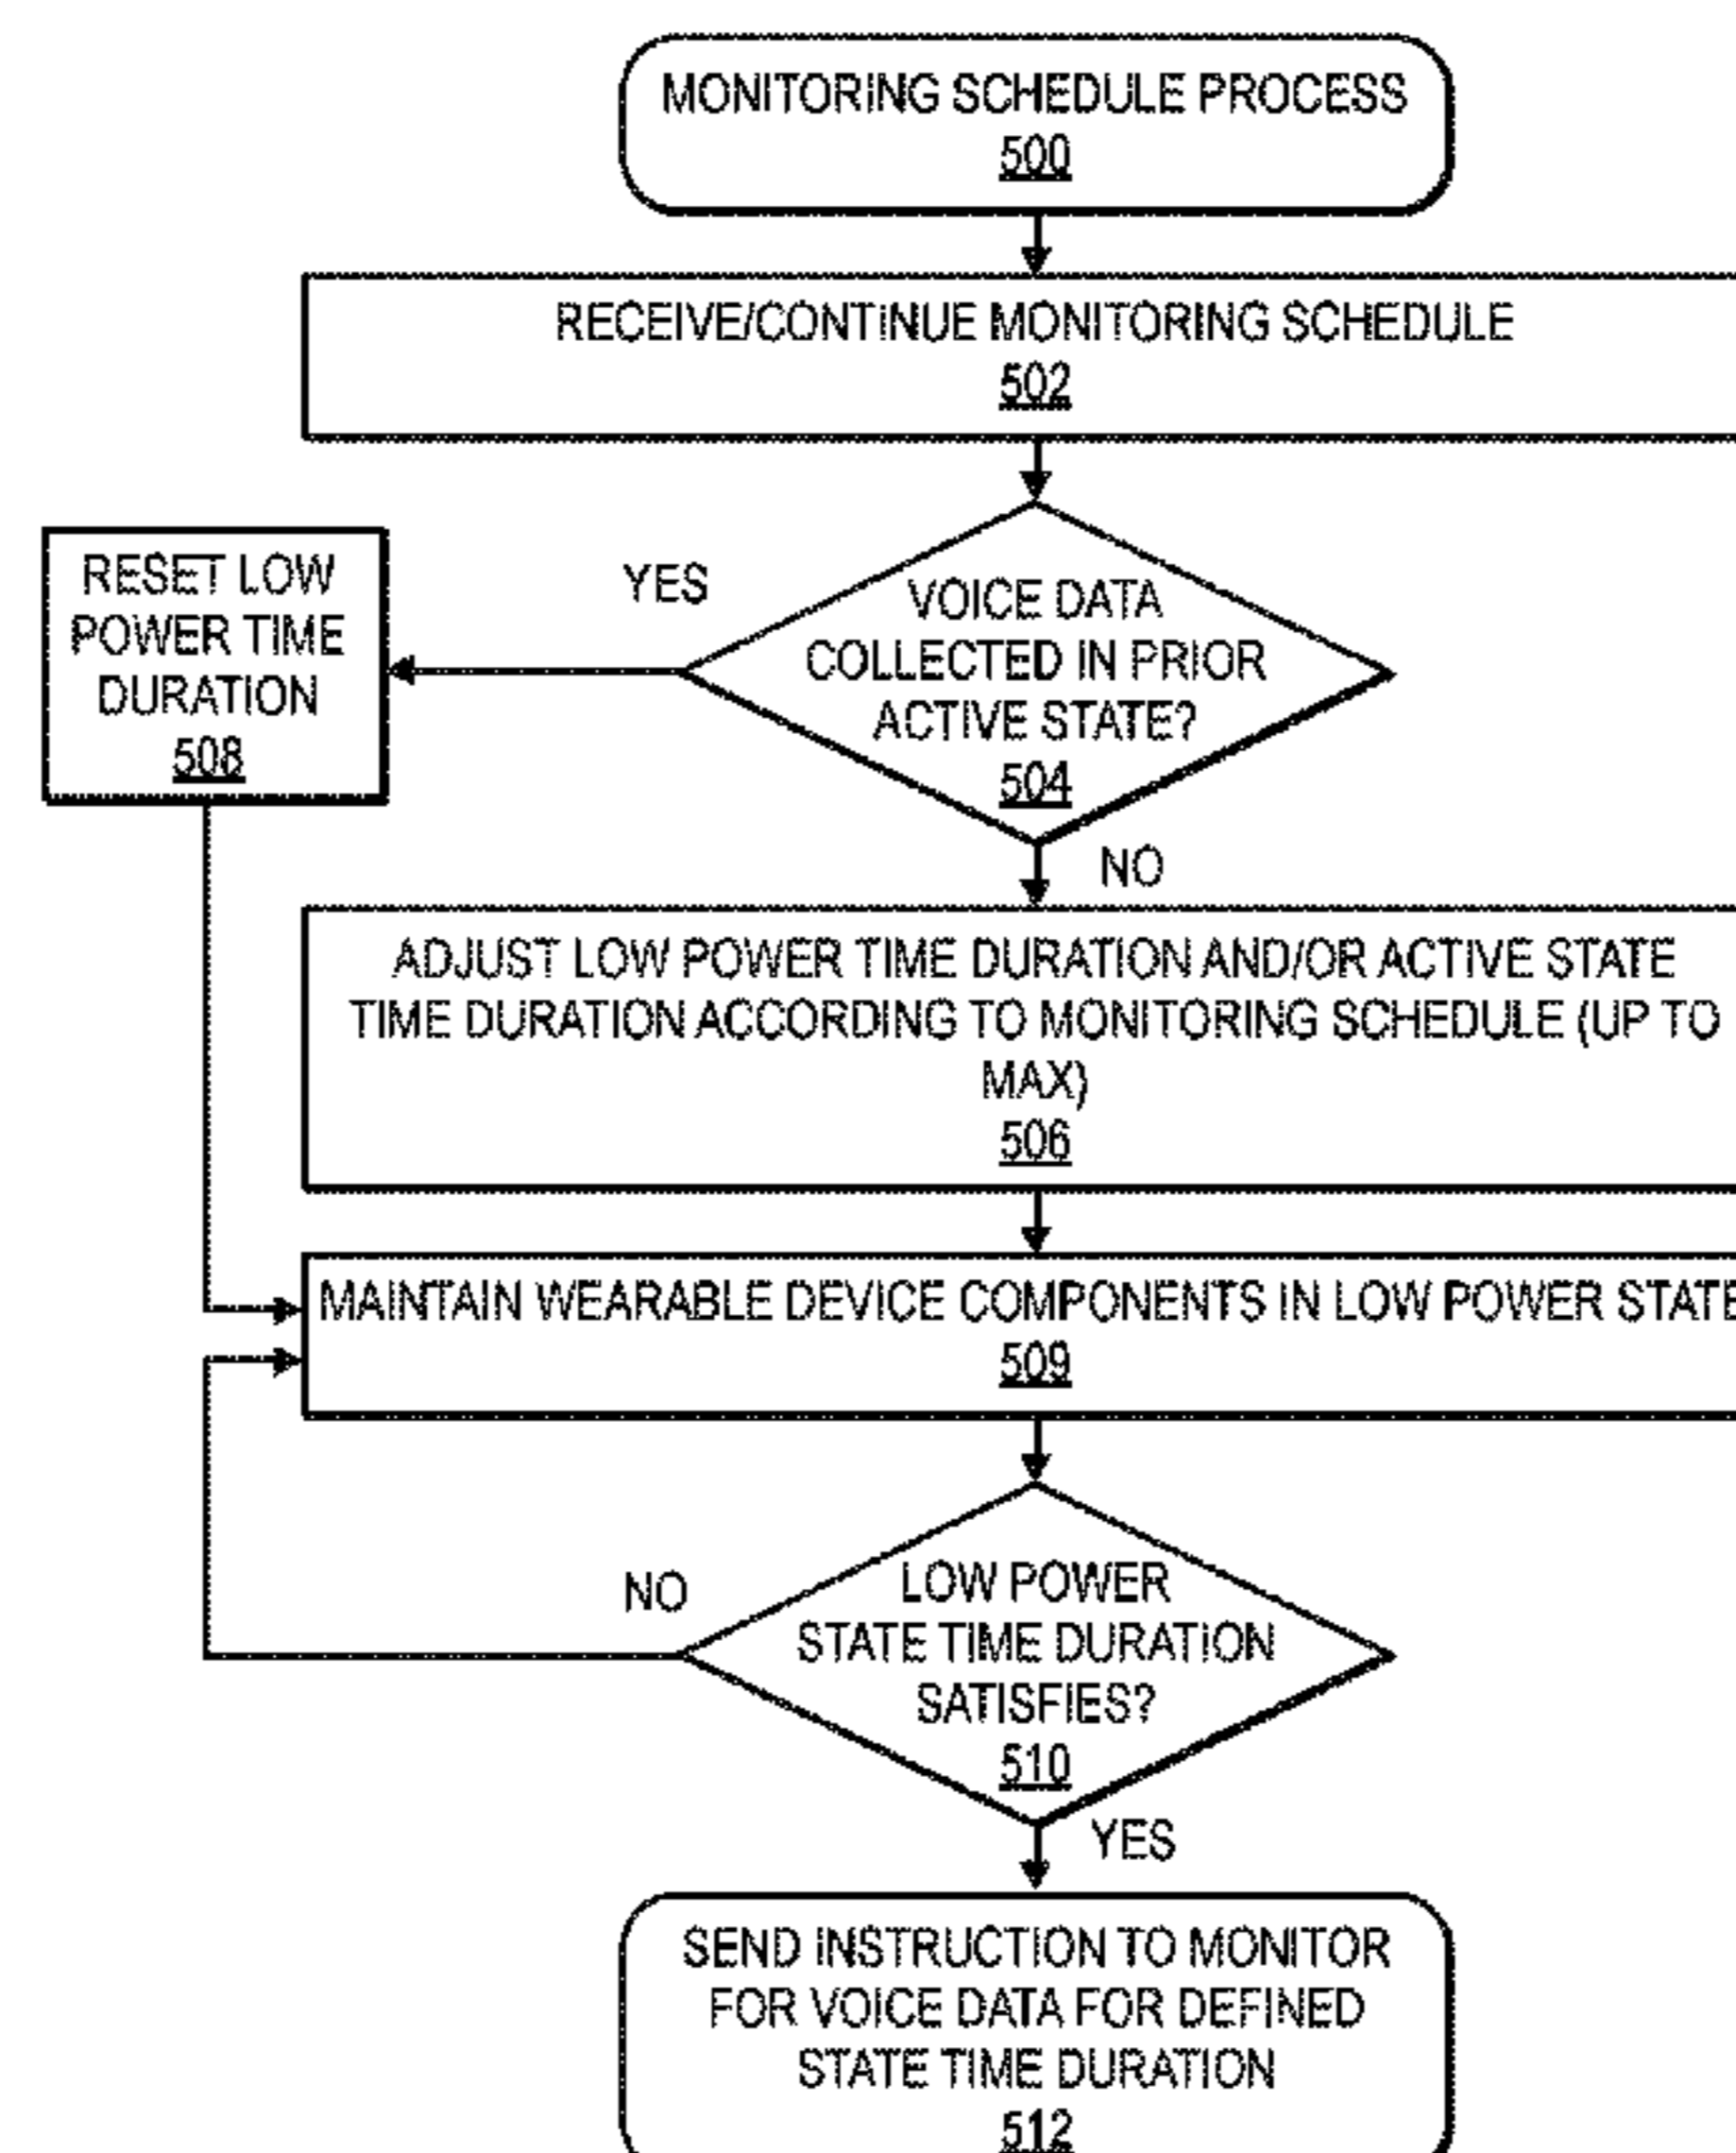 MONITORING SCHEDULE PROCESS
500
RECEIVE/CONTINUE MONITORING SCHEDULE
502
RESET LOW
POWER TIME
DURATION
508
YES
VOICE DATA
COLLECTED IN PRIOR
ACTIVE STATE?
504
NO
ADJUST LOW POWER TIME DURATION AND/OR ACTIVE STATE
TIME DURATION ACCORDING TO MONITORING SCHEDULE (UP TO
MAX)
506
MAINTAIN WEARABLE DEVICE COMPONENTS IN LOW POWER STATE
509
NO
LOW POWER
STATE TIME DURATION
SATISFIES?
510
YES
SEND INSTRUCTION TO MONITOR
FOR VOICE DATA FOR DEFINED
STATE TIME DURATION
512